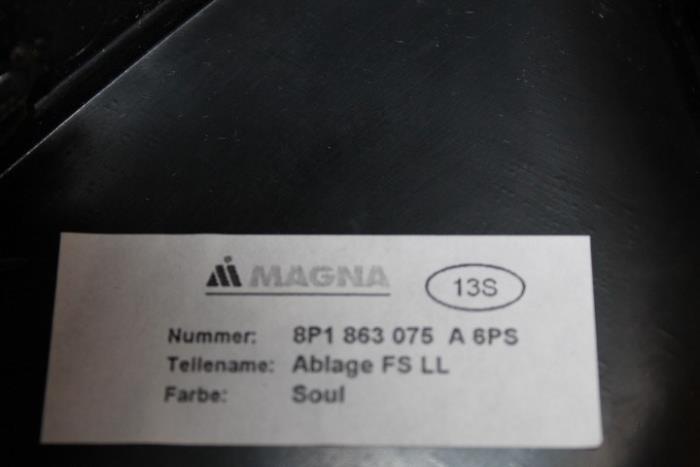 MAGNA
13S
Nummer: 8P1 863 075 A 6PS
Teilename: Ablage FS LL
Farbe: Soul